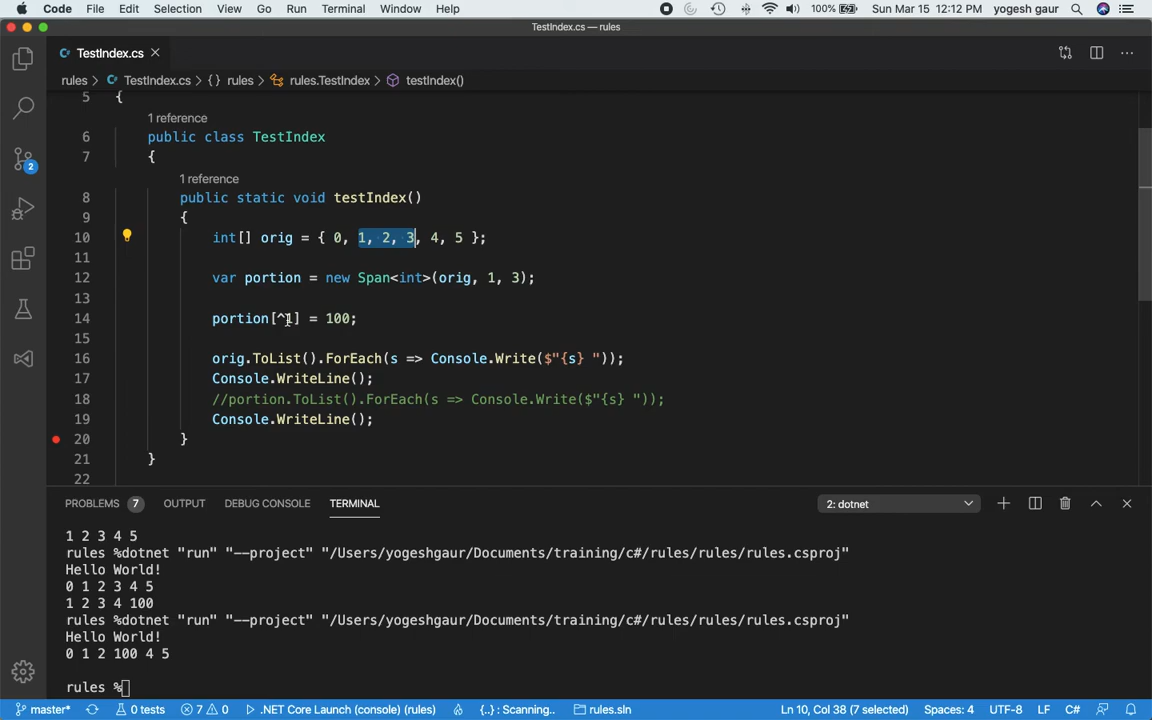 Code File Edit Selection View Go Run Terminal Window Help 100% Sun Mar 15 12:12 PM yogesh gaur
TestIndex.cs — rules
TestIndex.cs
rules > TestIndex.cs > {} rules > rules.TestIndex > testIndex()
5 {
1 reference
6 public class TestIndex
7 {
1 reference
8 public static void testIndex()
9 {
10 int[] orig = { 0, 1, 2, 3, 4, 5 };
11
12 var portion = new Span<int>(orig, 1, 3);
13
14 portion[^1] = 100;
15
16 orig.ToList().ForEach(s => Console.Write($"{s} "));
17 Console.WriteLine();
18 //portion.ToList().ForEach(s => Console.Write($"{s} "));
19 Console.WriteLine();
20 }
21 }
22
2
PROBLEMS 7 OUTPUT DEBUG CONSOLE TERMINAL 2: dotnet
1 2 3 4 5
rules %dotnet "run" "--project" "/Users/yogeshgaur/Documents/training/c#/rules/rules/rules.csproj"
Hello World!
0 1 2 3 4 5
1 2 3 4 100
rules %dotnet "run" "--project" "/Users/yogeshgaur/Documents/training/c#/rules/rules/rules.csproj"
Hello World!
0 1 2 100 4 5
rules %
master* 0 tests 7 0 .NET Core Launch (console) (rules) {..} : Scanning.. rules.sln Ln 10, Col 38 (7 selected) Spaces: 4 UTF-8 LF C#